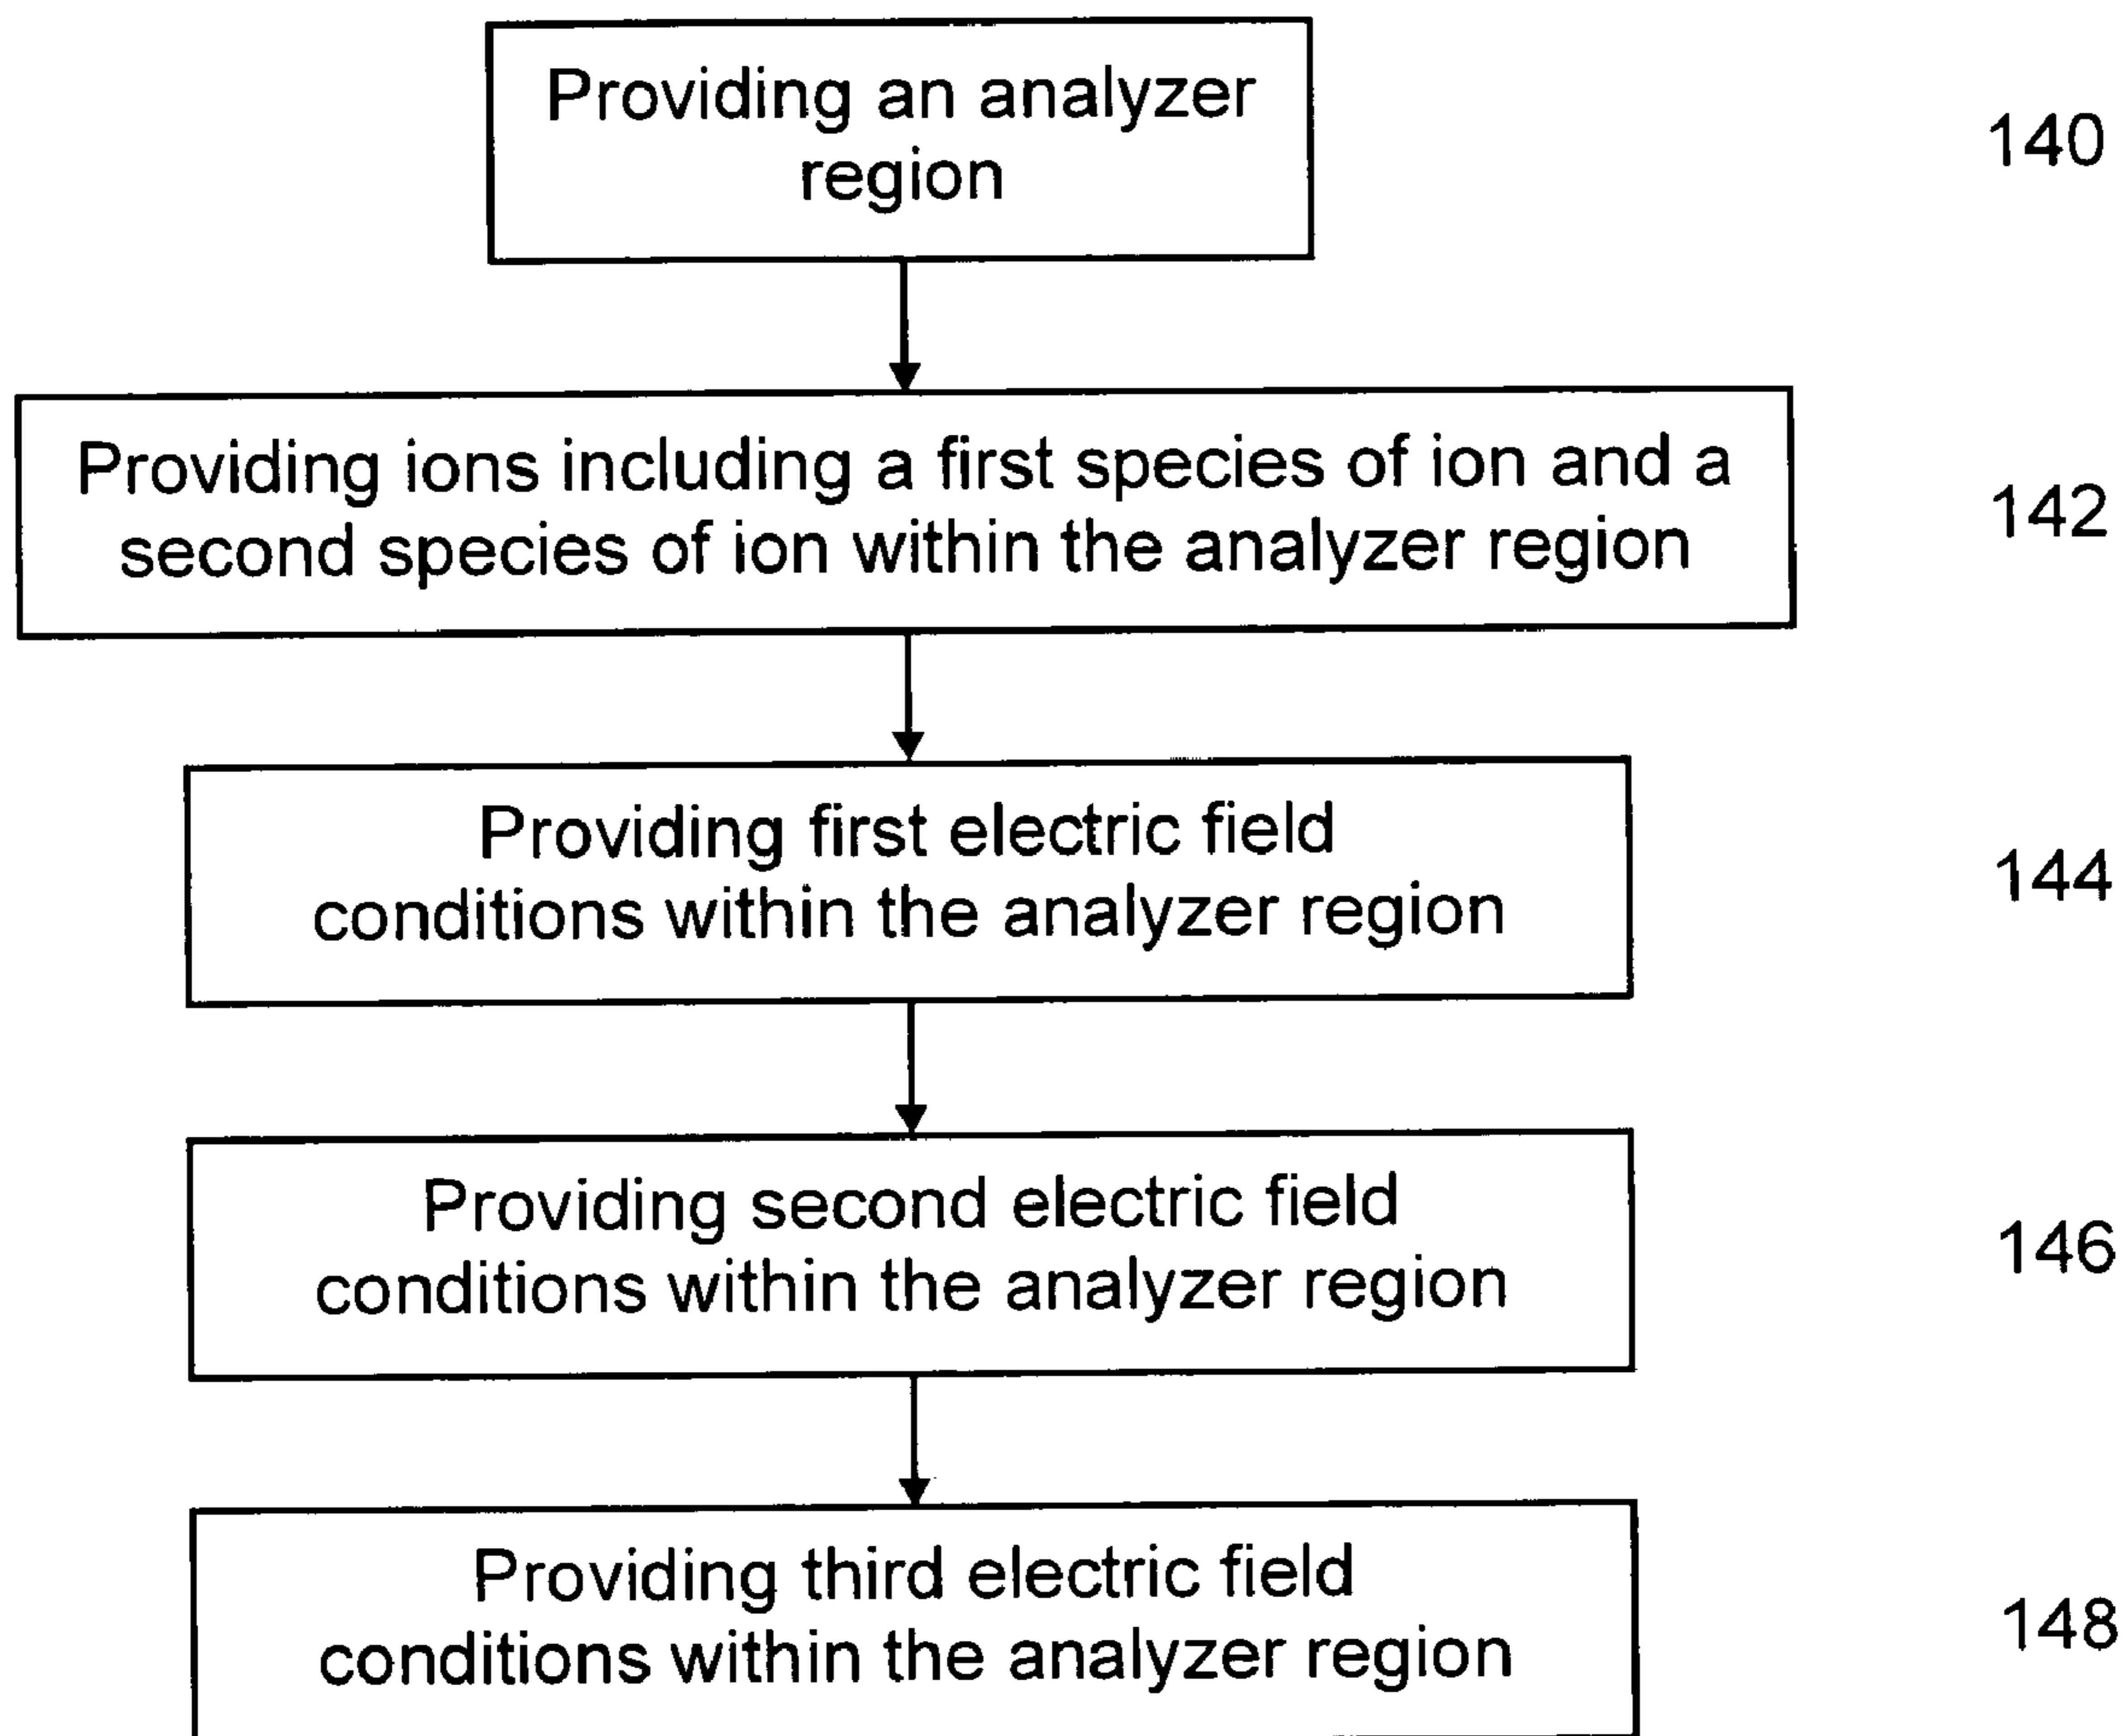 Providing an analyzer
region
140
Providing ions including a first species of ion and a
second species of ion within the analyzer region
142
Providing first electric field
conditions within the analyzer region
144
Providing second electric field
conditions within the analyzer region
146
Providing third electric field
conditions within the analyzer region
148